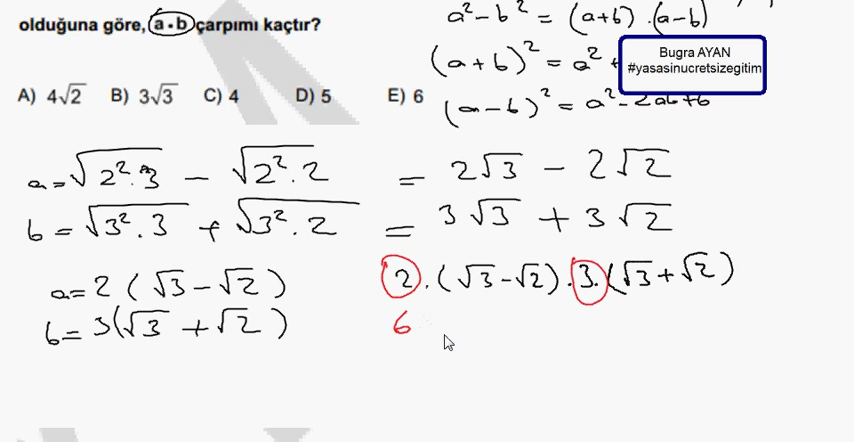 a² - b² = (a+b) . (a-b)
olduğuna göre, a · b çarpımı kaçtır?
(a + b)² = a² +
Bugra AYAN
#yasasinucretsizegitim
A) 4√2 B) 3√3 C) 4 D) 5 E) 6
(a - b)² = a² - 2ab + b
a = √2².3 - √2².2 = 2√3 - 2√2
b = √3².3 + √3².2 = 3√3 + 3√2
a = 2 (√3 - √2)
2 . (√3 - √2) . 3 . (√3 + √2)
b = 3(√3 + √2)
6